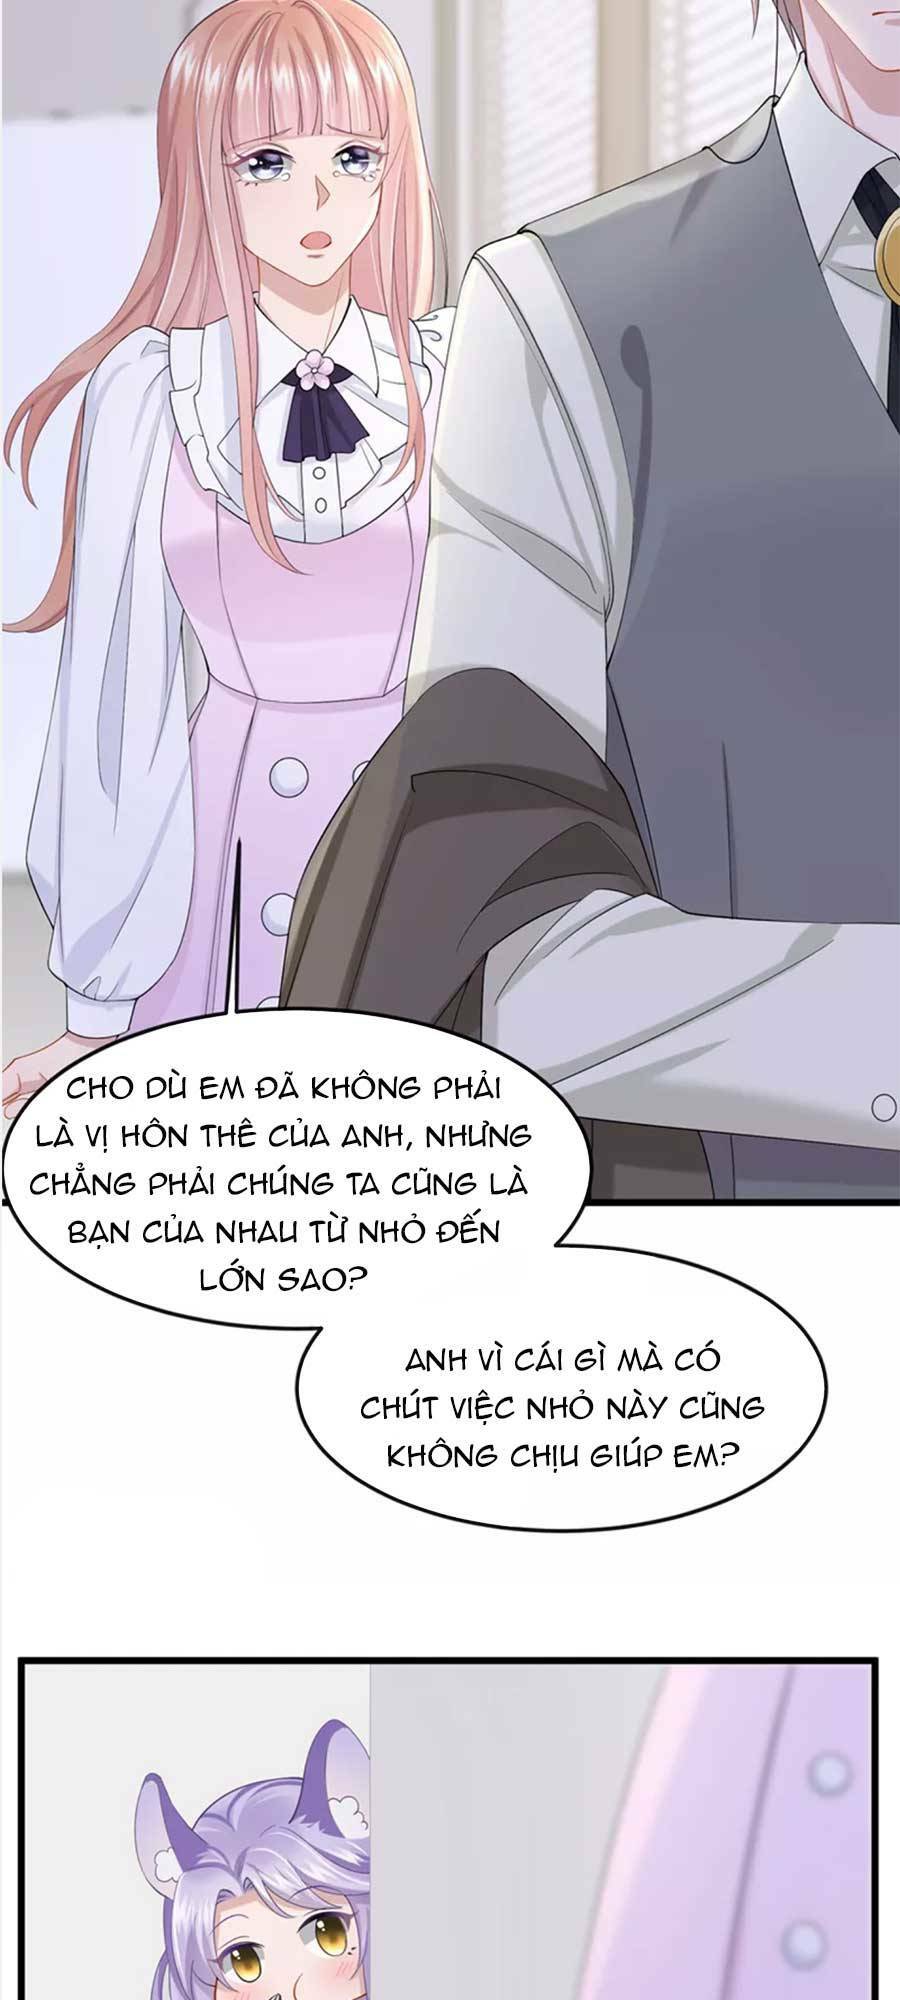 CHO DÙ EM ĐÃ KHÔNG PHẢI
LÀ VỊ HÔN THÊ CỦA ANH, NHƯNG
CHẲNG PHẢI CHÚNG TA CŨNG LÀ
BẠN CỦA NHAU TỪ NHỎ ĐẾN
LỚN SAO?
ANH VÌ CÁI GÌ MÀ CÓ
CHÚT VIỆC NHỎ NÀY CŨNG
KHÔNG CHỊU GIÚP EM?